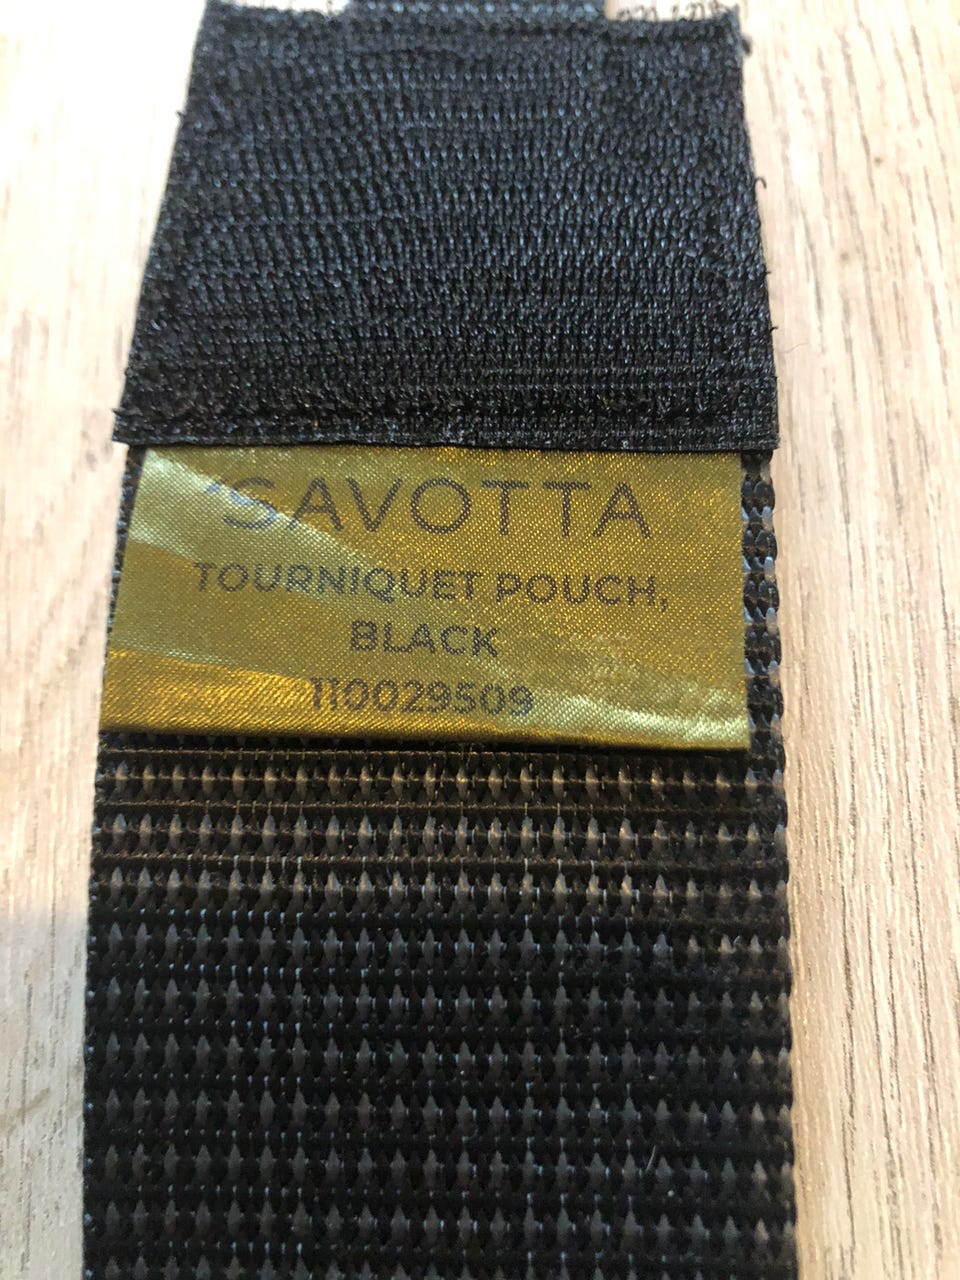 SAVOTTA
TOURNIQUET POUCH,
BLACK
110029509